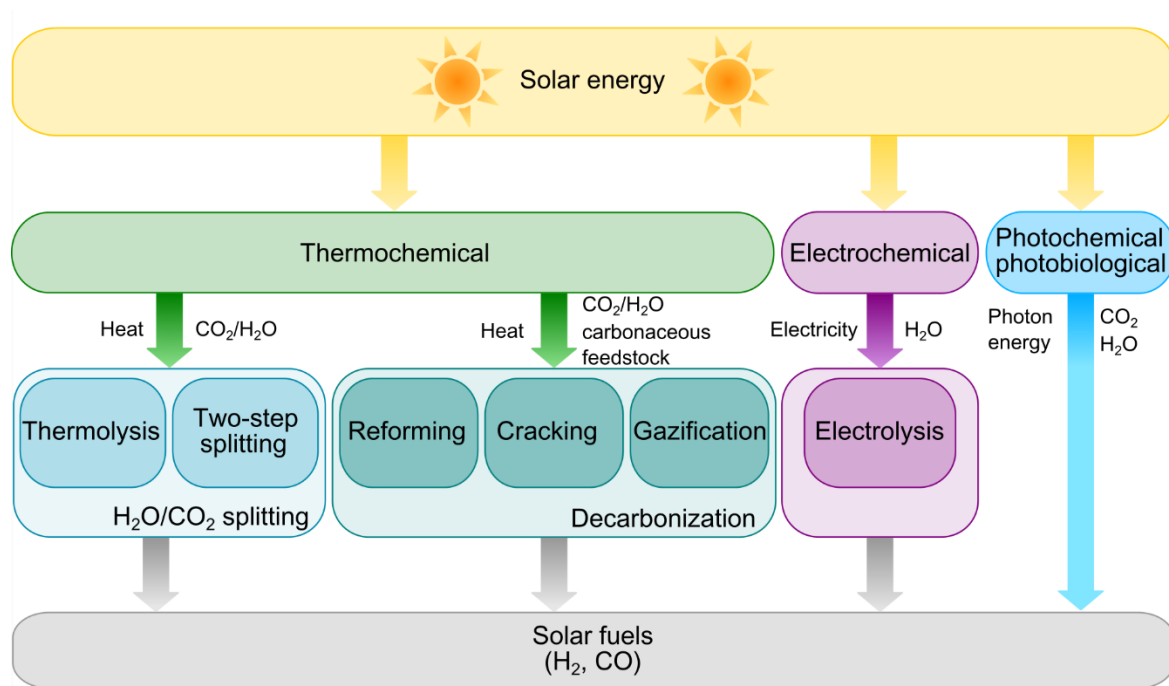 Solar energy
Thermochemical
Electrochemical
Photochemical
photobiological
Heat
CO₂/H₂O
Heat
CO₂/H₂O
carbonaceous
feedstock
Electricity
H₂O
Photon
energy
CO₂
H₂O
Thermolysis
Two-step
splitting
H₂O/CO₂ splitting
Reforming
Cracking
Gazification
Decarbonization
Electrolysis
Solar fuels
(H₂, CO)